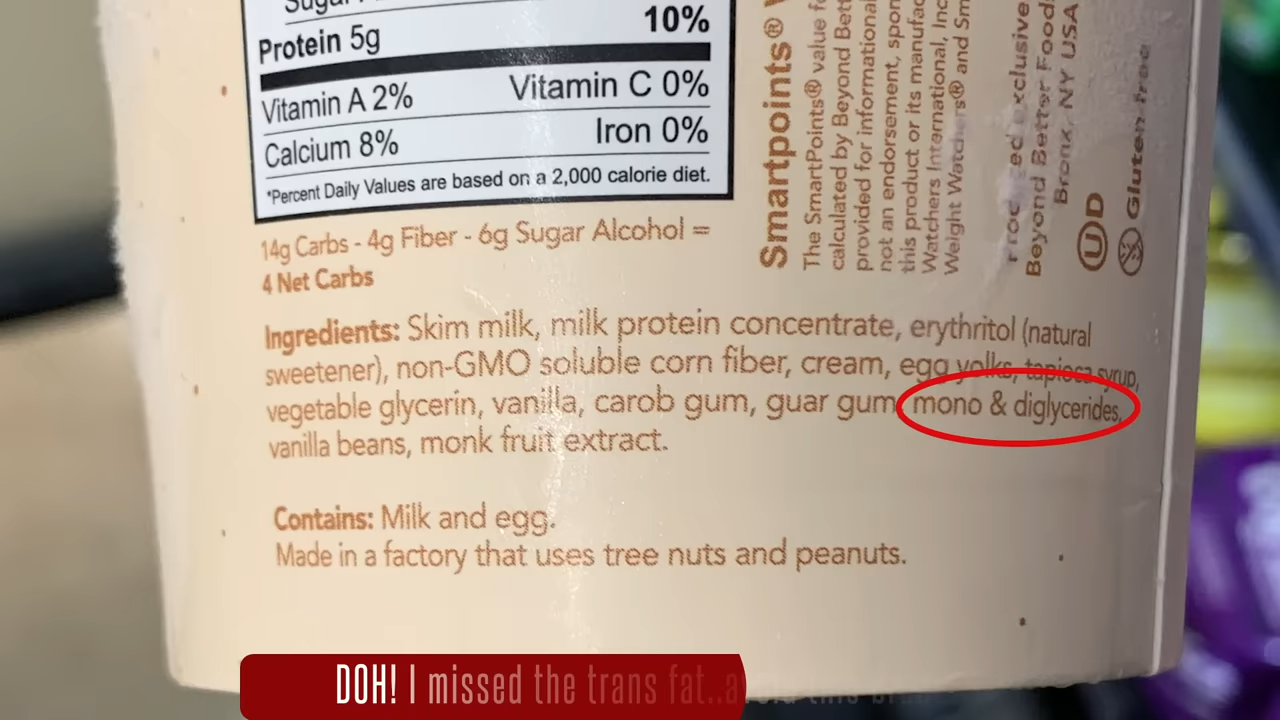 Sugar
Protein 5g 10%
Vitamin A 2% Vitamin C 0%
Calcium 8% Iron 0%
*Percent Daily Values are based on a 2,000 calorie diet.
14g Carbs - 4g Fiber - 6g Sugar Alcohol =
4 Net Carbs
Ingredients: Skim milk, milk protein concentrate, erythritol (natural
sweetener), non-GMO soluble corn fiber, cream, egg yolks, tapioca syrup,
vegetable glycerin, vanilla, carob gum, guar gum, mono & diglycerides,
vanilla beans, monk fruit extract.
Contains: Milk and egg.
Made in a factory that uses tree nuts and peanuts.
Smartpoints®
The SmartPoints® value
calculated by Beyond
provided for informational
not an endorsement,
this product or its
Watchers International, Inc
Weight Watchers® and
exclusive
Beyond Better Foods
Bronx, NY USA
U D
Gluten-free
DOH! I missed the trans fat..